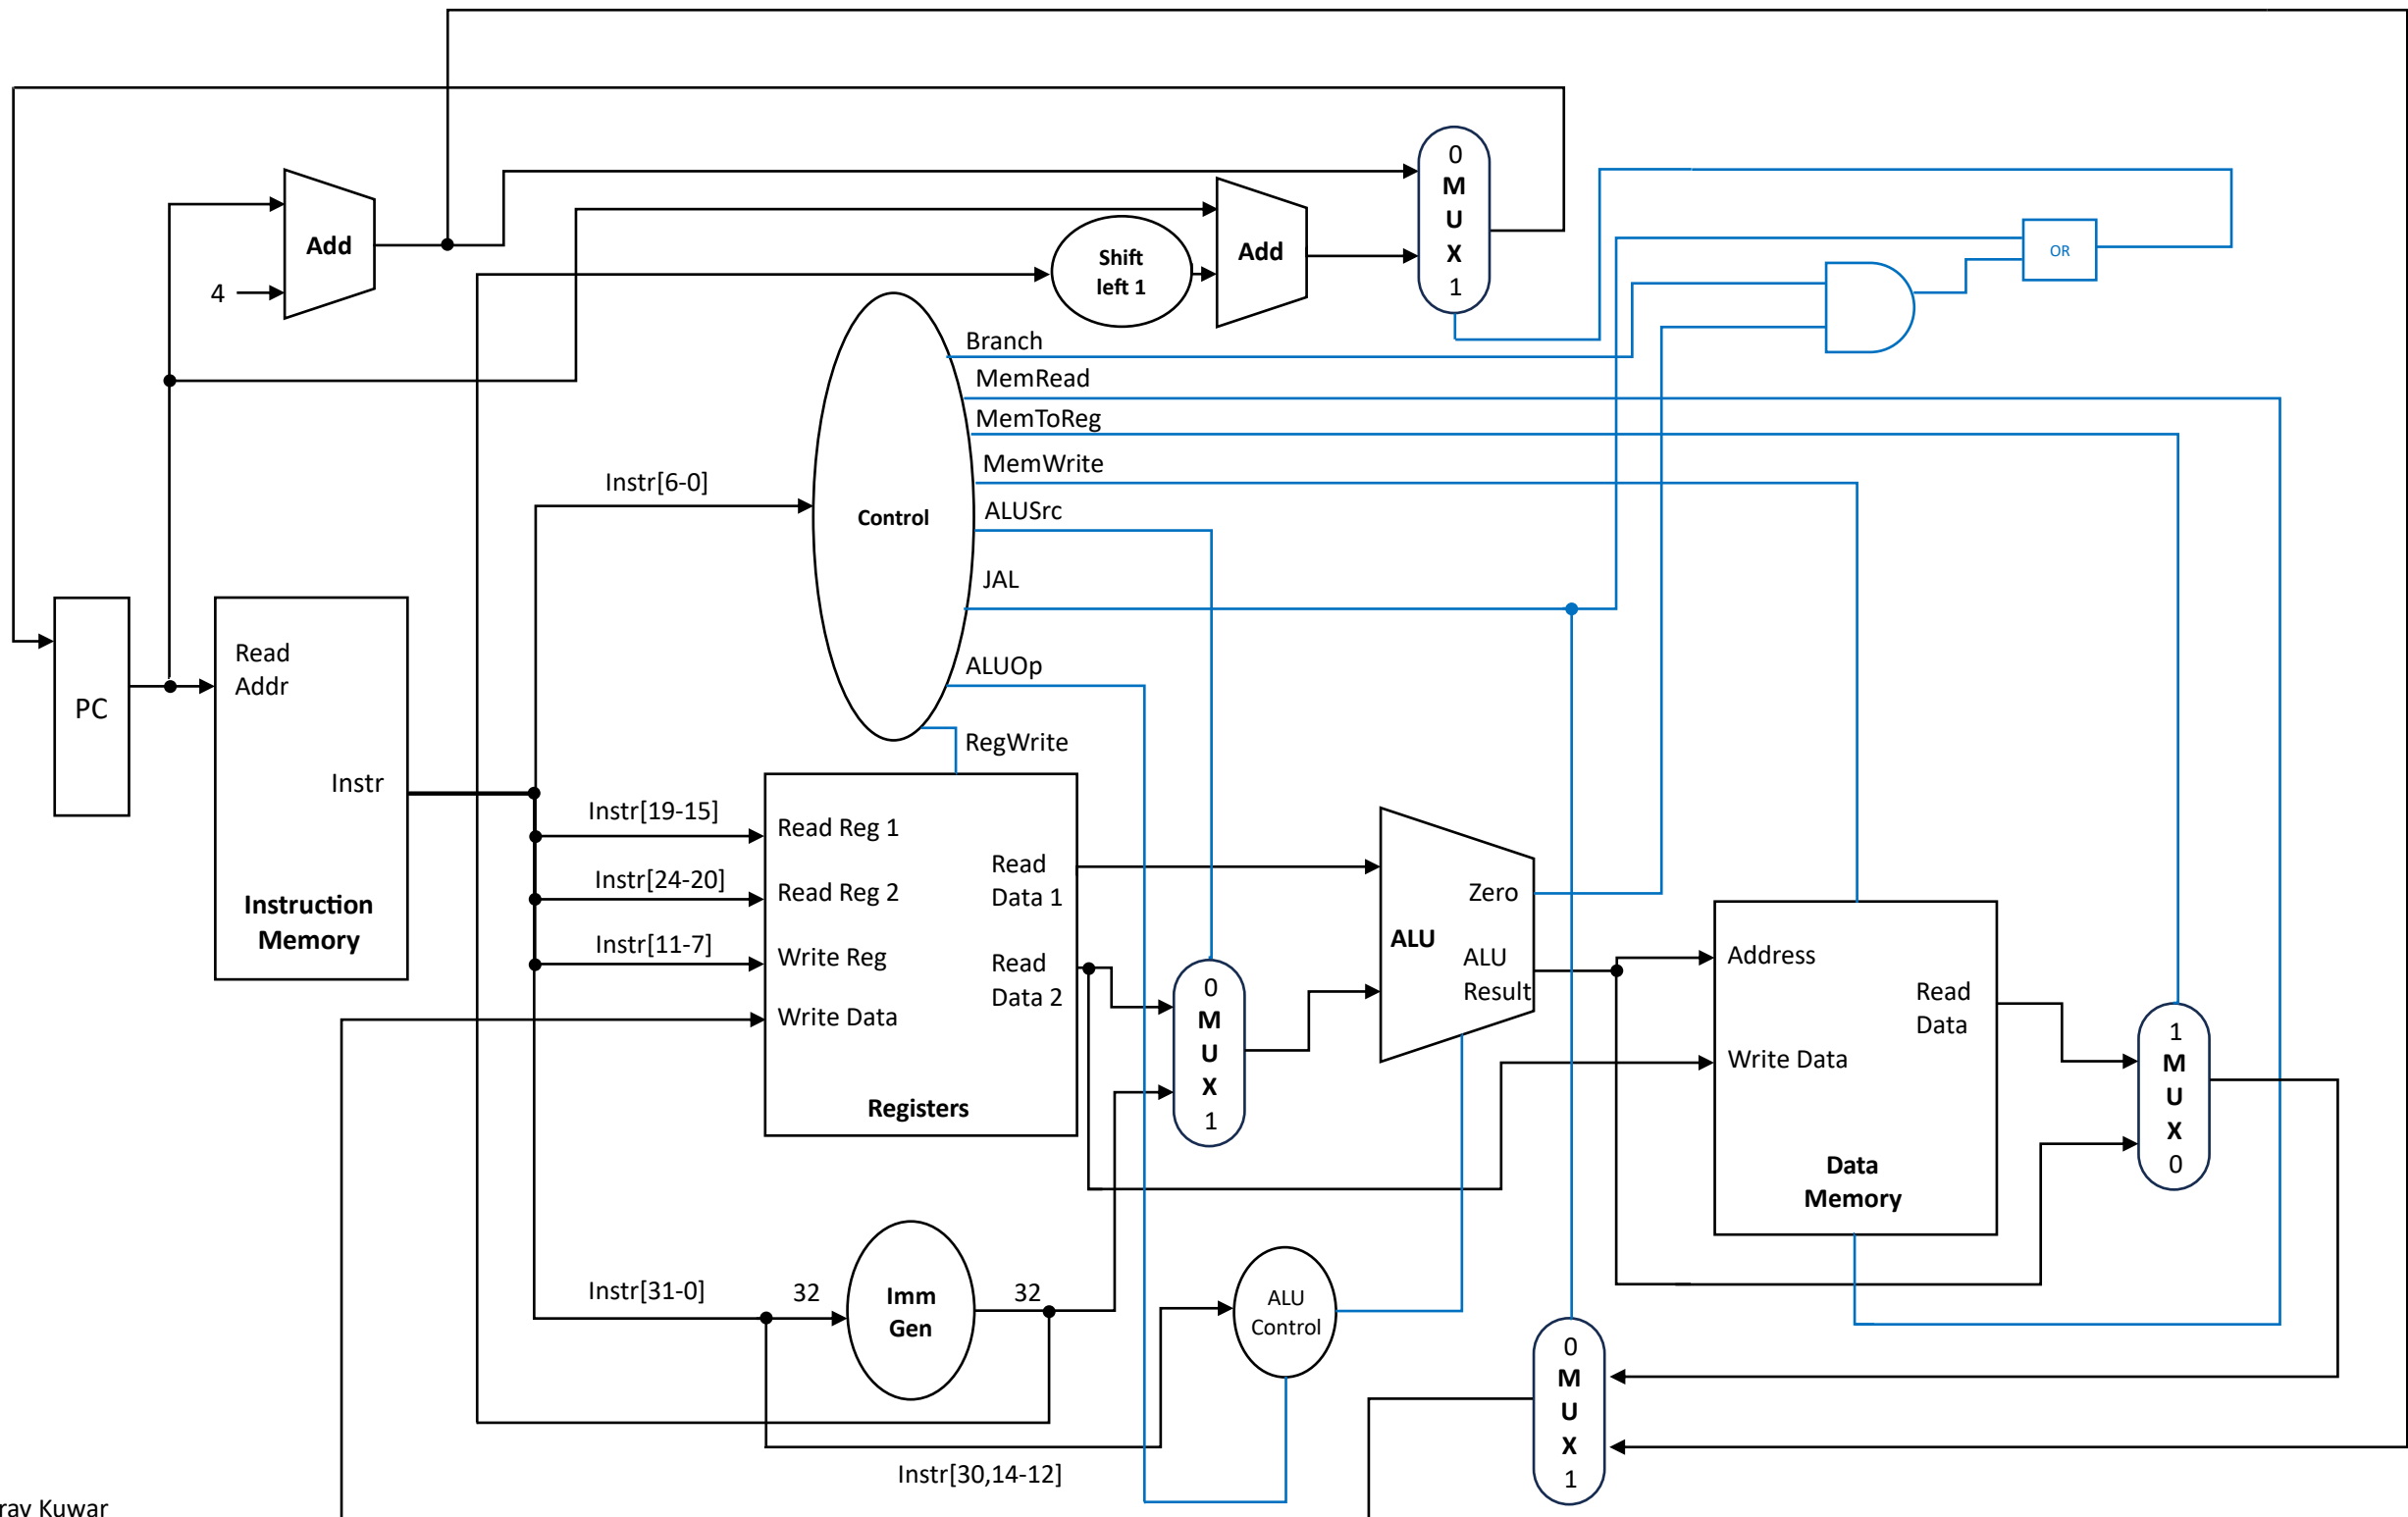 0
M
U
X
1
Add
Add
Shift
left 1
OR
4
Branch
MemRead
MemToReg
MemWrite
Instr[6-0]
Control
ALUSrc
JAL
Read
Addr
PC
ALUOp
RegWrite
Instr
Instr[19-15]
Read Reg 1
Read
Data 1
Instr[24-20]
Read Reg 2
Instruction
Memory
Instr[11-7]
Write Reg
Read
Data 2
Write Data
Registers
0
M
U
X
1
Zero
ALU
ALU
Result
Address
Read
Data
Write Data
Data
Memory
1
M
U
X
0
Instr[31-0]
32
Imm
Gen
32
ALU
Control
0
M
U
X
1
Instr[30,14-12]
Kuwar